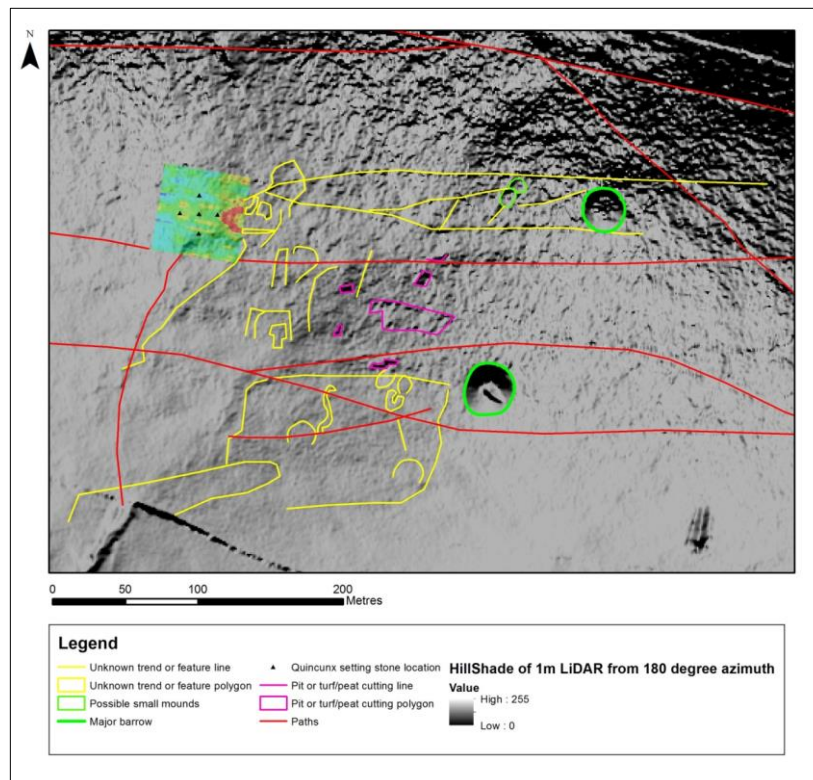 N
0 50 100 200
Metres
Legend
Unknown trend or feature line
Unknown trend or feature polygon
Possible small mounds
Major barrow
Quincunx setting stone location
Pit or turf/peat cutting line
Pit or turf/peat cutting polygon
Paths
HillShade of 1m LiDAR from 180 degree azimuth
Value
High : 255
Low : 0